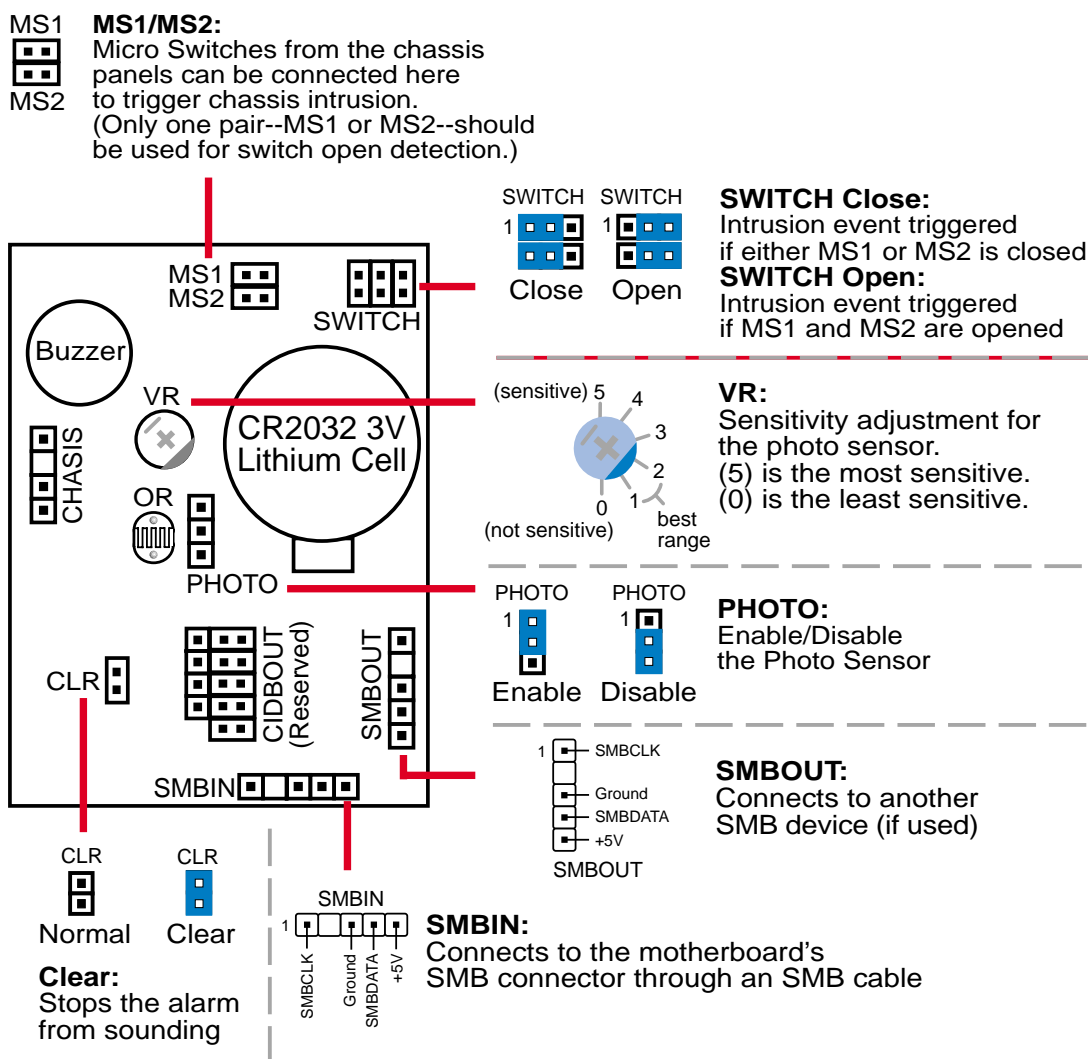 MS1
MS2
MS1/MS2:
Micro Switches from the chassis
panels can be connected here
to trigger chassis intrusion.
(Only one pair--MS1 or MS2--should
be used for switch open detection.)
MS1
MS2
SWITCH
Buzzer
VR
CR2032 3V
Lithium Cell
CHASIS
OR
PHOTO
CLR
CIDBOUT
(Reserved)
SMBOUT
SMBIN
SWITCH
1
Close
SWITCH
1
Open
SWITCH Close:
Intrusion event triggered
if either MS1 or MS2 is closed
SWITCH Open:
Intrusion event triggered
if MS1 and MS2 are opened
(sensitive) 5
4
3
2
1
0
(not sensitive)
best
range
VR:
Sensitivity adjustment for
the photo sensor.
(5) is the most sensitive.
(0) is the least sensitive.
PHOTO
1
Enable
PHOTO
1
Disable
PHOTO:
Enable/Disable
the Photo Sensor
1
SMBCLK
Ground
SMBDATA
+5V
SMBOUT
SMBOUT:
Connects to another
SMB device (if used)
CLR
Normal
CLR
Clear
Clear:
Stops the alarm
from sounding
SMBIN
1
SMBCLK
Ground
SMBDATA
+5V
SMBIN:
Connects to the motherboard's
SMB connector through an SMB cable